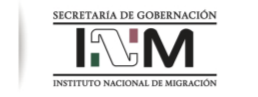 SECRETARÍA DE GOBERNACIÓN
INM
INSTITUTO NACIONAL DE MIGRACIÓN